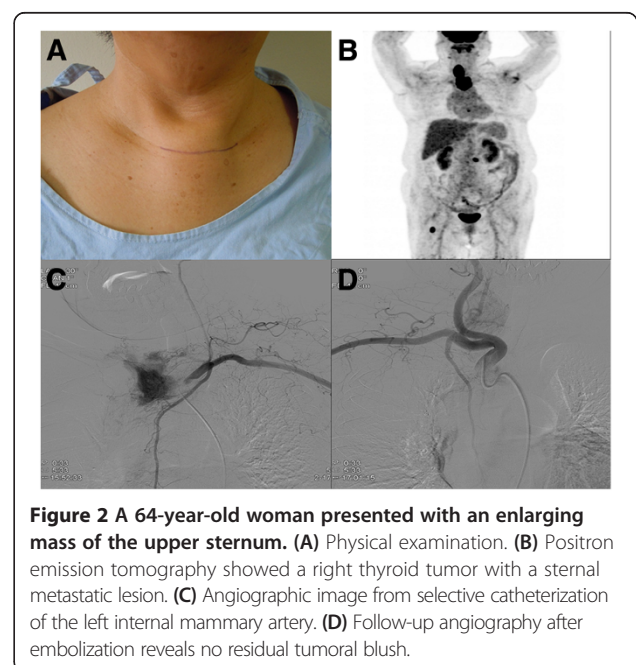 A
B
C
D
Figure 2 A 64-year-old woman presented with an enlarging
mass of the upper sternum. (A) Physical examination. (B) Positron
emission tomography showed a right thyroid tumor with a sternal
metastatic lesion. (C) Angiographic image from selective catheterization
of the left internal mammary artery. (D) Follow-up angiography after
embolization reveals no residual tumoral blush.